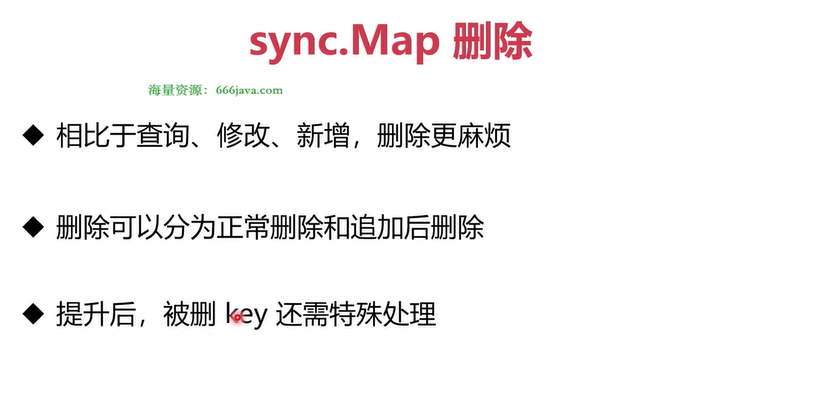 sync.Map 删除
海量资源：666java.com
◆ 相比于查询、修改、新增，删除更麻烦
◆ 删除可以分为正常删除和追加后删除
◆ 提升后，被删 key 还需特殊处理